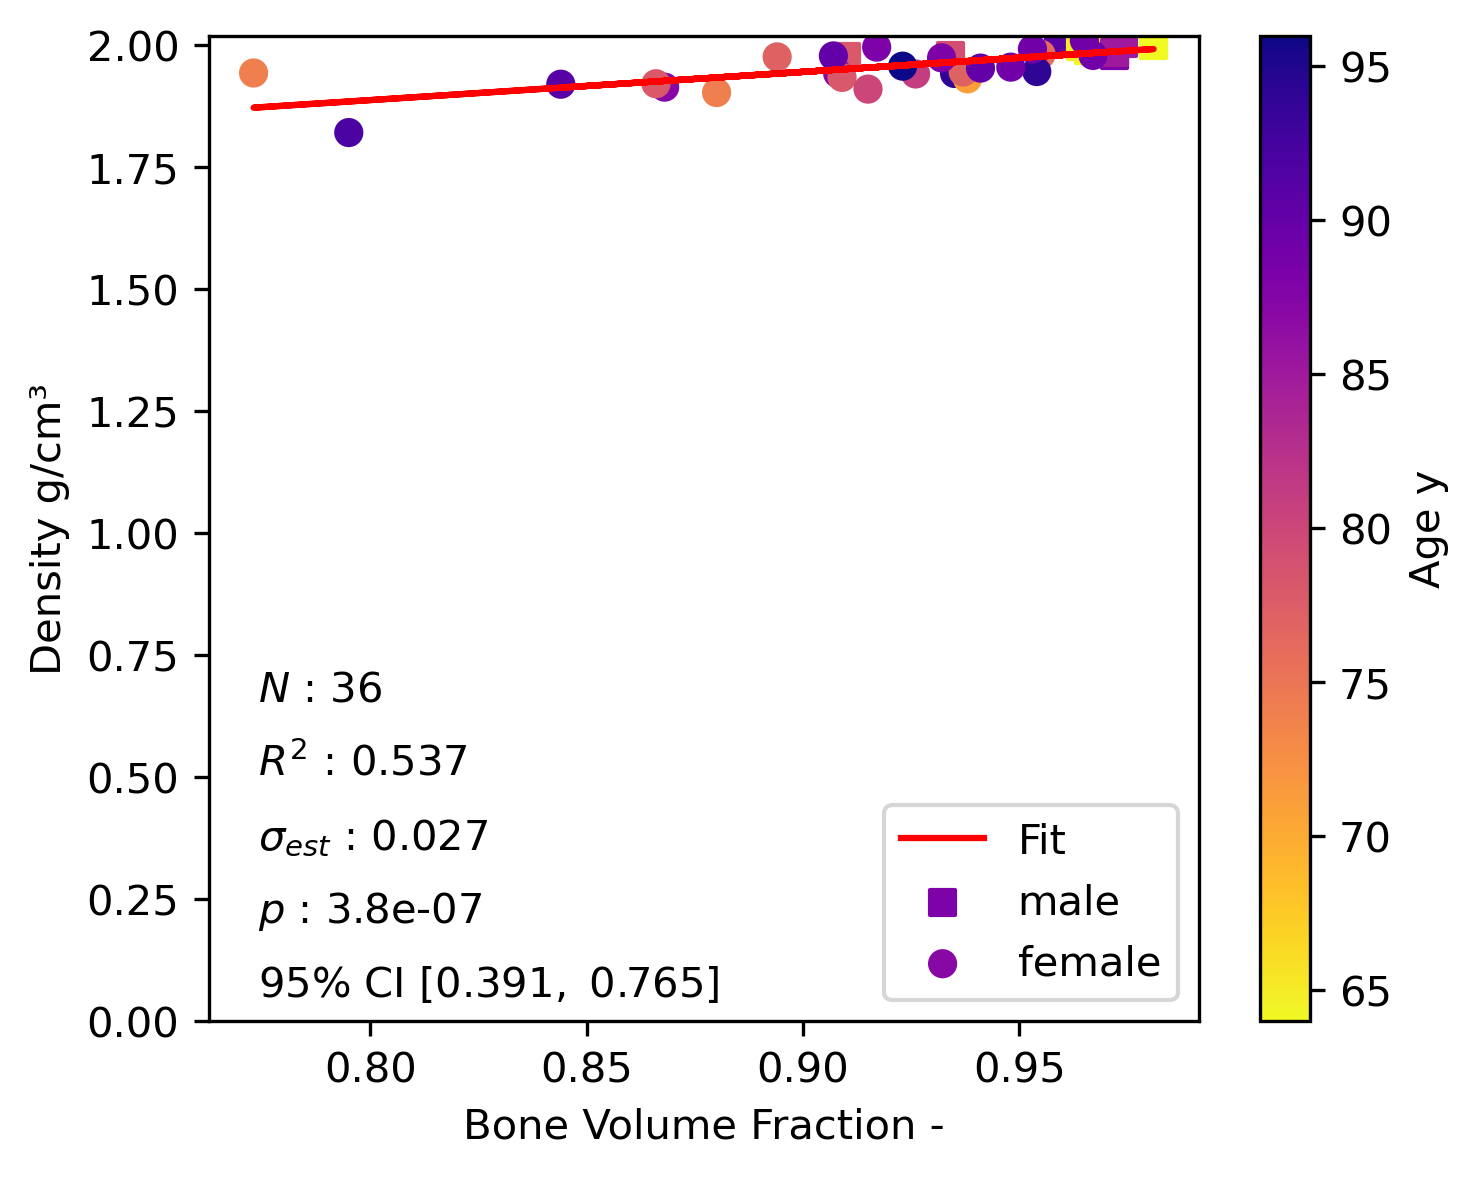 2.00
1.75
1.50
1.25
1.00
0.75
0.50
0.25
0.00
Density g/cm³
N : 36
R² : 0.537
σest : 0.027
p : 3.8e-07
95% CI [0.391, 0.765]
Fit
male
female
0.80 0.85 0.90 0.95
Bone Volume Fraction -
95
90
85
80
75
70
65
Age y